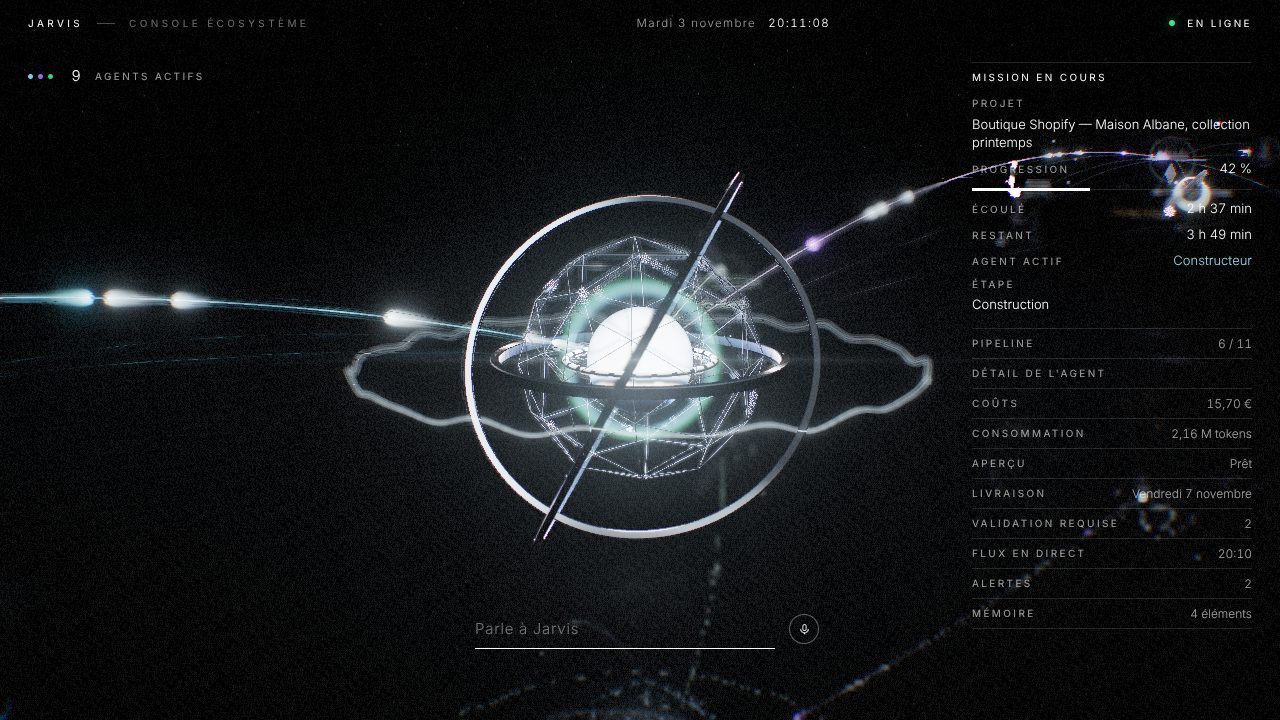 JARVIS — CONSOLE ÉCOSYSTÈME
Mardi 3 novembre 20:11:08
EN LIGNE
9 AGENTS ACTIFS
MISSION EN COURS
PROJET
Boutique Shopify — Maison Albane, collection
printemps
PROGRESSION 42 %
ÉCOULÉ 2 h 37 min
RESTANT 3 h 49 min
AGENT ACTIF Constructeur
ÉTAPE
Construction
PIPELINE 6 / 11
DÉTAIL DE L'AGENT
COÛTS 15,70 €
CONSOMMATION 2,16 M tokens
APERÇU Prêt
LIVRAISON Vendredi 7 novembre
VALIDATION REQUISE 2
FLUX EN DIRECT 20:10
ALERTES 2
MÉMOIRE 4 éléments
Parle à Jarvis